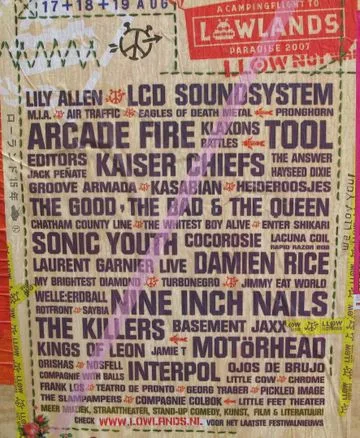 17+18+19 AUG
A CAMPINGFLIGHT TO
LOWLANDS
PARADISE 2007
LILY ALLEN LCD SOUNDSYSTEM
M.I.A. AIR TRAFFIC EAGLES OF DEATH METAL PRONGHORN
ARCADE FIRE KLAXONS BATTLES TOOL
EDITORS KAISER CHIEFS THE ANSWER
JACK PEÑATE HAYSEED DIXIE
GROOVE ARMADA KASABIAN HEIDEROOSJES
THE GOOD, THE BAD & THE QUEEN
CHATHAM COUNTY LINE THE WHITEST BOY ALIVE ENTER SHIKARI
SONIC YOUTH COCOROSIE LACUNA COIL
RAPID RAZOR BOB
LAURENT GARNIER LIVE DAMIEN RICE
MY BRIGHTEST DIAMOND TURBONEGRO JIMMY EAT WORLD
WELLE:ERDBALL NINE INCH NAILS
ROTFRONT SAYBIA
THE KILLERS BASEMENT JAXX
KINGS OF LEON JAMIE T MOTÖRHEAD
GRISHAS NOSFELL INTERPOL OJOS DE BRUJO
COMPAGNIE WITH BALLS LITTLE COW CHROME
FRANK LOS TEATRO DE PRONTO GEORG TRABER PICKLED IMAGE
THE SLAMPAMPERS COMPAGNIE COLBOK LITTLE FEET THEATER
MEER MUZIEK, STRAATTHEATER, STAND-UP COMEDY, KUNST, FILM & LITERATUUR!
CHECK WWW.LOWLANDS.NL. VOOR HET LAATSTE FESTIVALNIEUWS